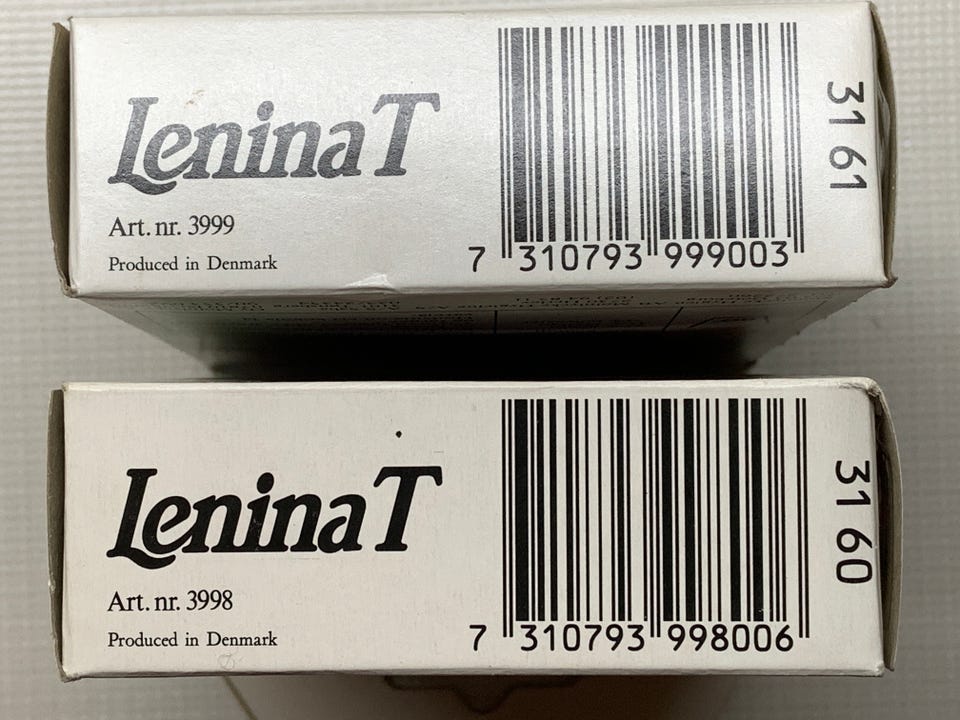 Lenina T
Art. nr. 3999
Produced in Denmark
7 310793 999003
31 61
Lenina T
Art. nr. 3998
Produced in Denmark
7 310793 998006
31 60